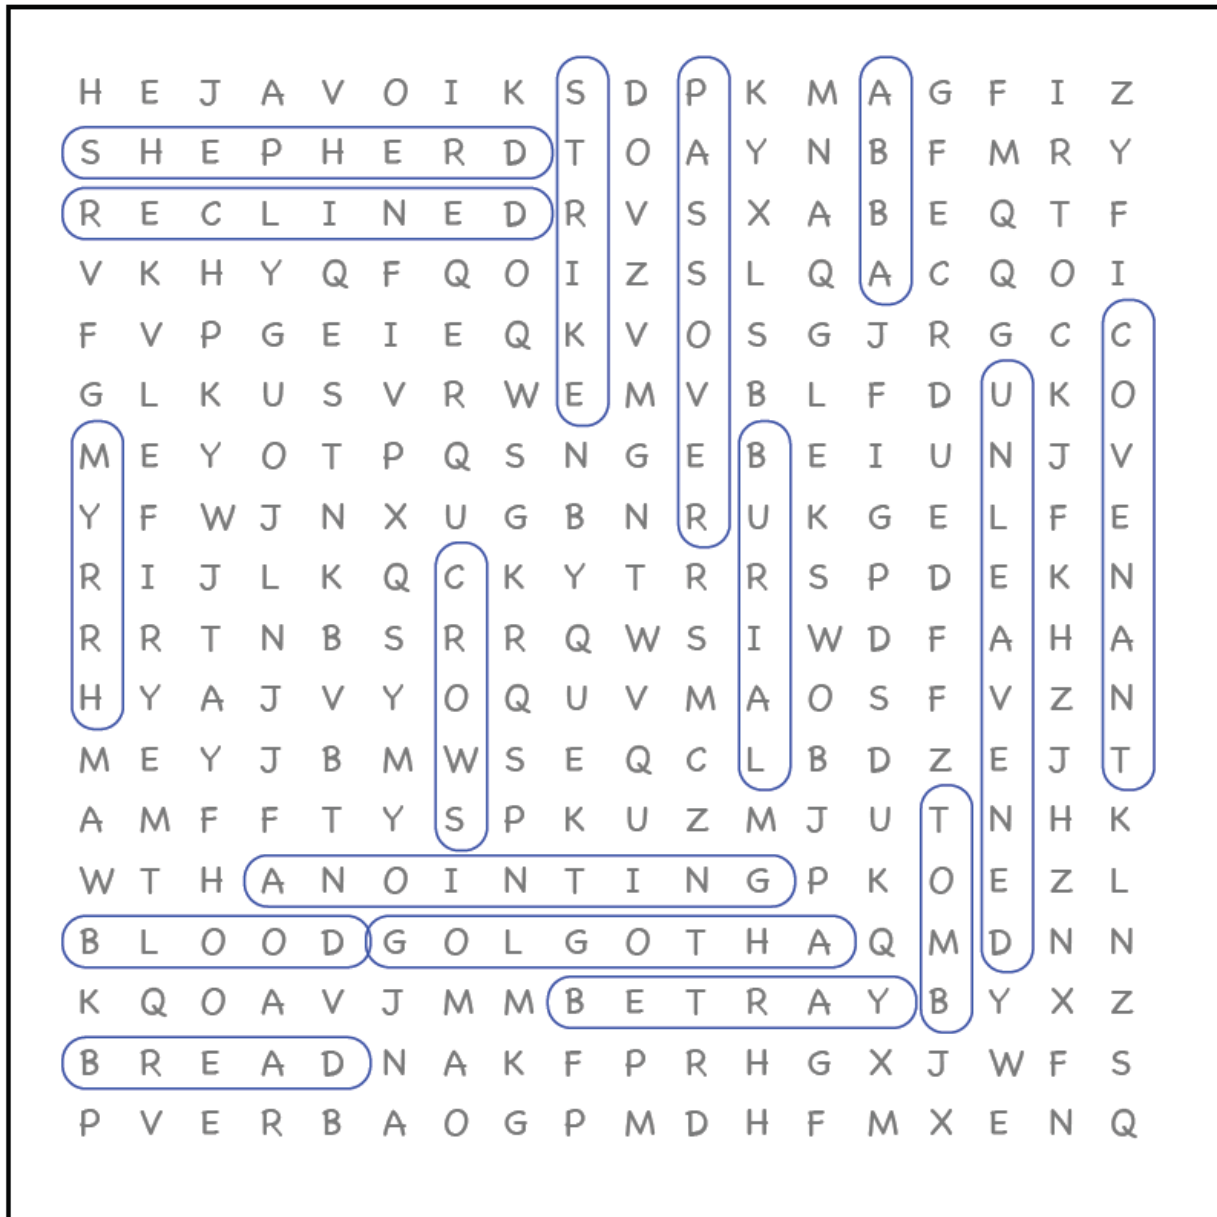 H E J A V O I K S D P K M A G F I Z
S H E P H E R D T O A Y N B F M R Y
R E C L I N E D R V S X A B E Q T F
V K H Y Q F Q O I Z S L Q A C Q O I
F V P G E I E Q K V O S G J R G C C
G L K U S V R W E M V B L F D U K O
M E Y O T P Q S N G E B E I U N J V
Y F W J N X U G B N R U K G E L F E
R I J L K Q C K Y T R R S P D E K N
R R T N B S R R Q W S I W D F A H A
H Y A J V Y O Q U V M A O S F V Z N
M E Y J B M W S E Q C L B D Z E J T
A M F F T Y S P K U Z M J U T N H K
W T H A N O I N T I N G P K O E Z L
B L O O D G O L G O T H A Q M D N N
K Q O A V J M M B E T R A Y B Y X Z
B R E A D N A K F P R H G X J W F S
P V E R B A O G P M D H F M X E N Q